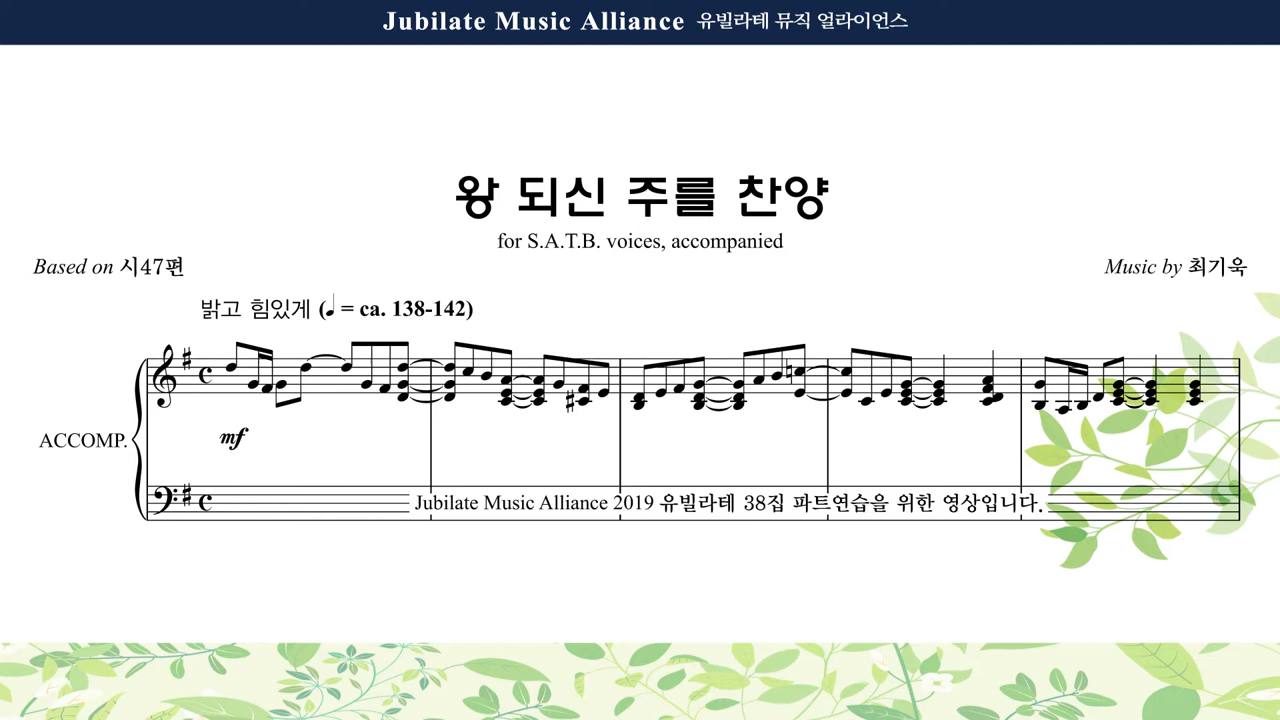 Jubilate Music Alliance 유빌라테 뮤직 얼라이언스
왕 되신 주를 찬양
for S.A.T.B. voices, accompanied
Based on 시47편
Music by 최기욱
밝고 힘있게 (♩ = ca. 138-142)
mf
ACCOMP.
Jubilate Music Alliance 2019 유빌라테 38집 파트연습을 위한 영상입니다.